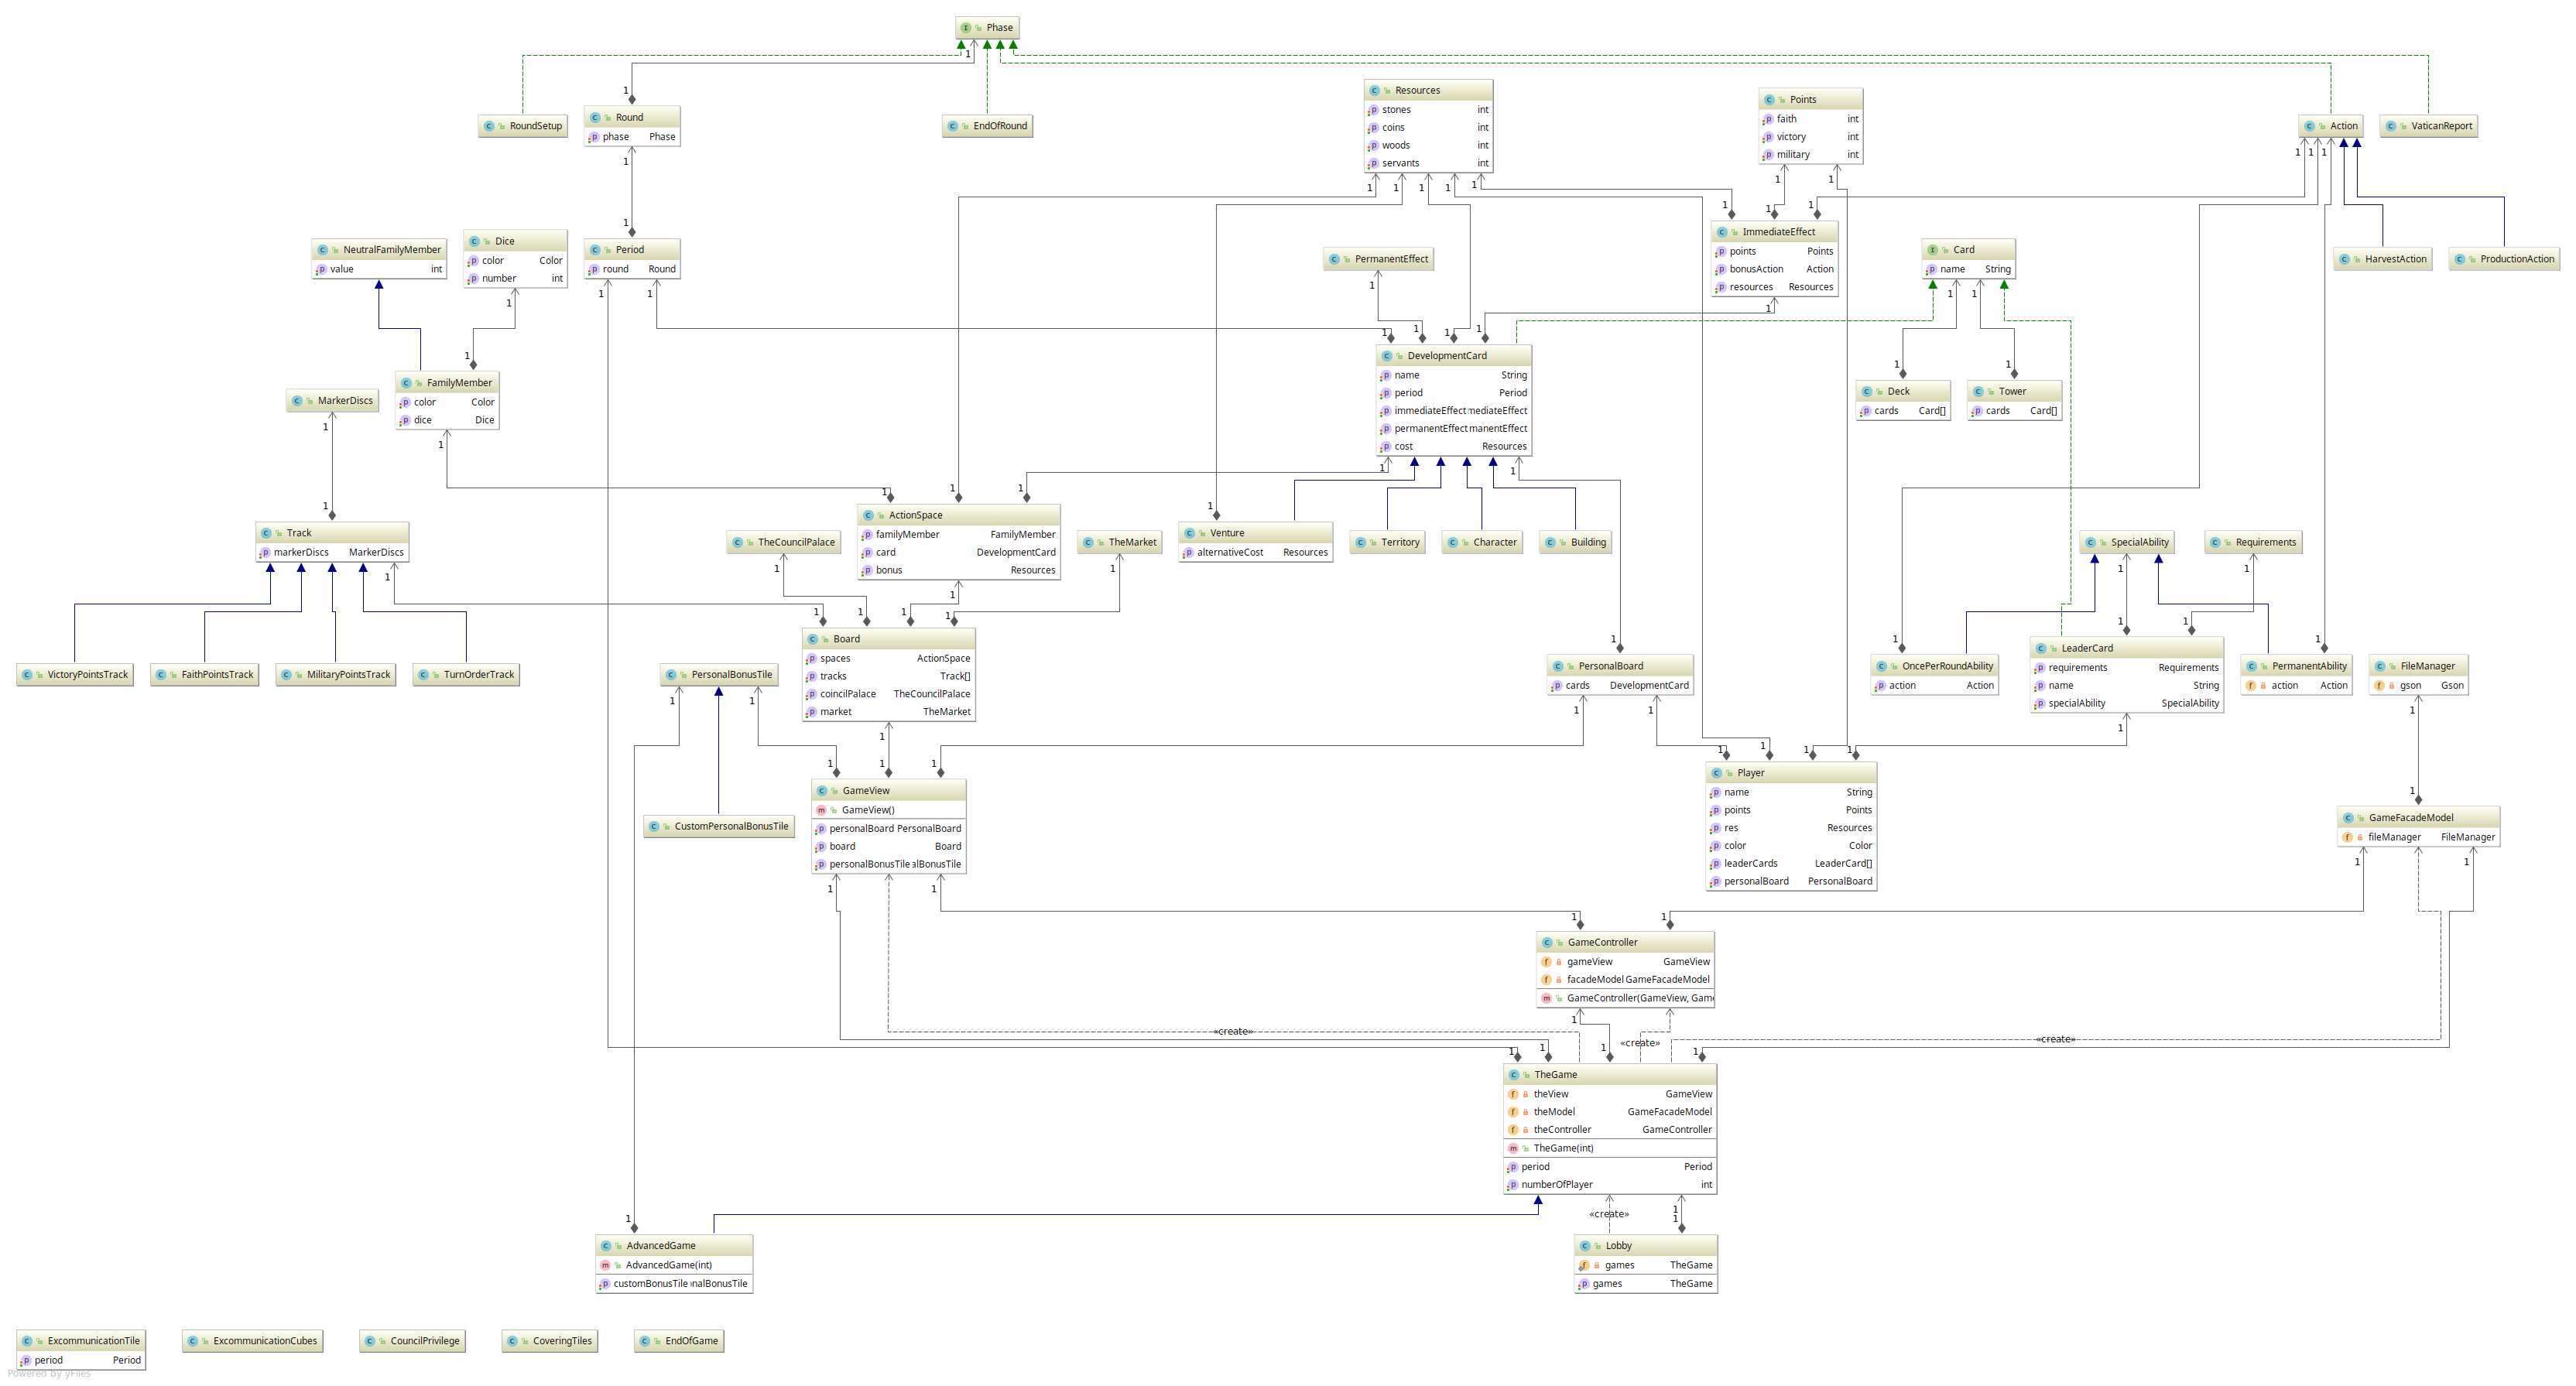 Phase
RoundSetup
Round
phase Phase
EndOfRound
Resources
stones int
coins int
woods int
servants int
Points
faith int
victory int
military int
Action
VaticanReport
NeutralFamilyMember
value int
Dice
color Color
number int
Period
round Round
PermanentEffect
ImmediateEffect
points Points
bonusAction Action
resources Resources
Card
name String
HarvestAction
ProductionAction
MarkerDiscs
FamilyMember
color Color
dice Dice
DevelopmentCard
name String
period Period
immediateEffect mediateEffect
permanentEffect manentEffect
cost Resources
Deck
cards Card[]
Tower
cards Card[]
Track
markerDiscs MarkerDiscs
TheCouncilPalace
ActionSpace
familyMember FamilyMember
card DevelopmentCard
bonus Resources
TheMarket
Venture
alternativeCost Resources
Territory
Character
Building
SpecialAbility
Requirements
VictoryPointsTrack
FaithPointsTrack
MilitaryPointsTrack
TurnOrderTrack
PersonalBonusTile
Board
spaces ActionSpace
tracks Track[]
coincilPalace TheCouncilPalace
market TheMarket
PersonalBoard
cards DevelopmentCard
OncePerRoundAbility
action Action
LeaderCard
requirements Requirements
name String
specialAbility SpecialAbility
PermanentAbility
action Action
FileManager
gson Gson
CustomPersonalBonusTile
GameView
GameView()
personalBoard PersonalBoard
board Board
personalBonusTile alBonusTile
Player
name String
points Points
res Resources
color Color
leaderCards LeaderCard[]
personalBoard PersonalBoard
GameFacadeModel
fileManager FileManager
GameController
gameView GameView
facadeModel GameFacadeModel
GameController(GameView, Game
«create»
«create»
«create»
TheGame
theView GameView
theModel GameFacadeModel
theController GameController
TheGame(int)
period Period
numberOfPlayer int
«create»
AdvancedGame
AdvancedGame(int)
customBonusTile nalBonusTile
Lobby
games TheGame
games TheGame
ExcommunicationTile
period Period
ExcommunicationCubes
CouncilPrivilege
CoveringTiles
EndOfGame
Powered by yFiles